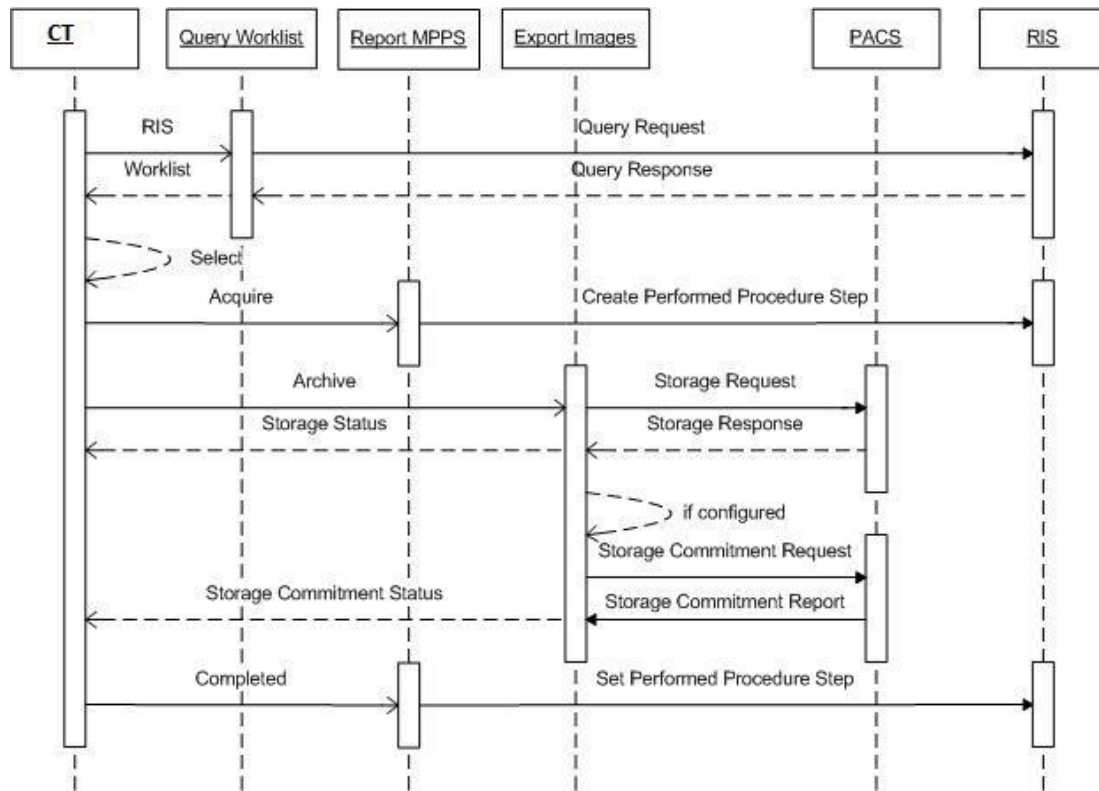 CT
Query Worklist
Report MPPS
Export Images
PACS
RIS
RIS
Query Request
Worklist
Query Response
Select
Acquire
Create Performed Procedure Step
Archive
Storage Request
Storage Status
Storage Response
if configured
Storage Commitment Request
Storage Commitment Status
Storage Commitment Report
Completed
Set Performed Procedure Step